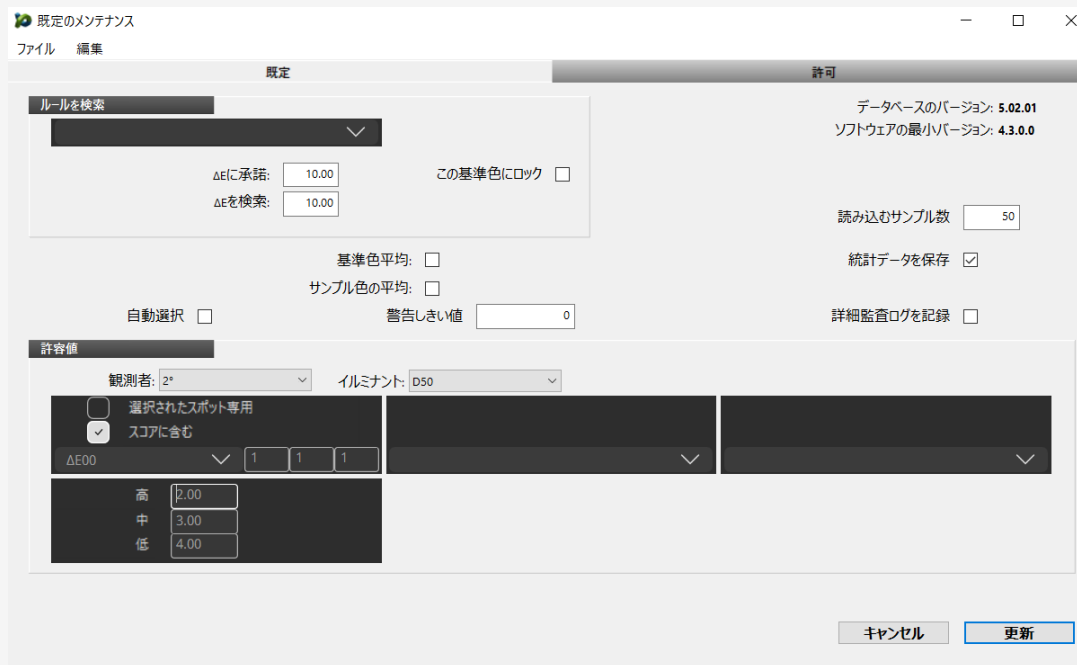 既定のメンテナンス
ファイル 編集
既定 許可
ルールを検索
データベースのバージョン: 5.02.01
ソフトウェアの最小バージョン: 4.3.0.0
ΔEに承諾: 10.00 この基準色にロック
ΔEを検索: 10.00
読み込むサンプル数 50
基準色平均: 統計データを保存
サンプル色の平均:
自動選択 警告しきい値 0 詳細監査ログを記録
許容値
観測者: 2° イルミナント: D50
選択されたスポット専用
スコアに含む
ΔE00 1 1 1
高 2.00
中 3.00
低 4.00
キャンセル 更新